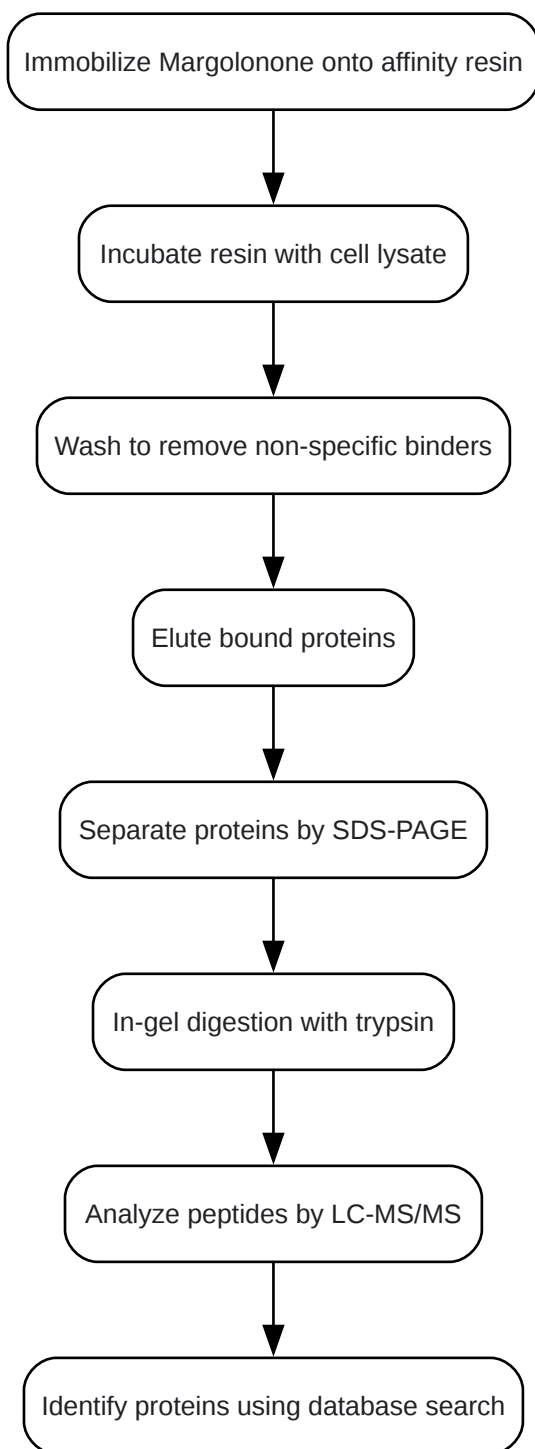 Immobilize Margolonone onto affinity resin
Incubate resin with cell lysate
Wash to remove non-specific binders
Elute bound proteins
Separate proteins by SDS-PAGE
In-gel digestion with trypsin
Analyze peptides by LC-MS/MS
Identify proteins using database search